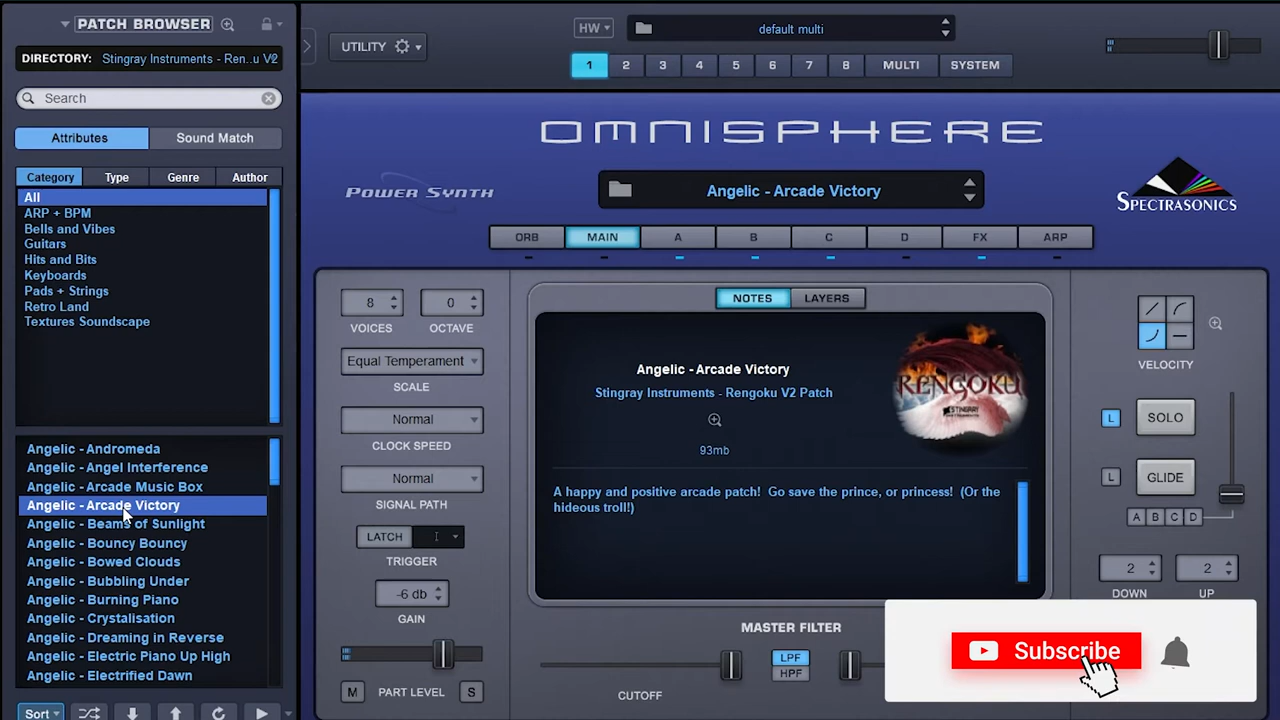 PATCH BROWSER
DIRECTORY: Stingray Instruments - Ren..u V2
Search
Attributes
Sound Match
Category
Type
Genre
Author
All
ARP + BPM
Bells and Vibes
Guitars
Hits and Bits
Keyboards
Pads + Strings
Retro Land
Textures Soundscape
Angelic - Andromeda
Angelic - Angel Interference
Angelic - Arcade Music Box
Angelic - Arcade Victory
Angelic - Beams of Sunlight
Angelic - Bouncy Bouncy
Angelic - Bowed Clouds
Angelic - Bubbling Under
Angelic - Burning Piano
Angelic - Crystalisation
Angelic - Dreaming in Reverse
Angelic - Electric Piano Up High
Angelic - Electrified Dawn
Sort
UTILITY
HW
default multi
1 2 3 4 5 6 7 8 MULTI SYSTEM
OMNISPHERE
POWER SYNTH
Angelic - Arcade Victory
SPECTRASONICS
ORB MAIN A B C D FX ARP
8
0
VOICES
OCTAVE
Equal Temperament
SCALE
Normal
CLOCK SPEED
Normal
SIGNAL PATH
LATCH
TRIGGER
-6 db
GAIN
M PART LEVEL S
NOTES
LAYERS
Angelic - Arcade Victory
Stingray Instruments - Rengoku V2 Patch
93mb
RENGOKU
STINGRAY
A happy and positive arcade patch! Go save the prince, or princess! (Or the
hideous troll!)
MASTER FILTER
LPF
HPF
CUTOFF
VELOCITY
L SOLO
L GLIDE
A B C D
2
2
DOWN
UP
Subscribe